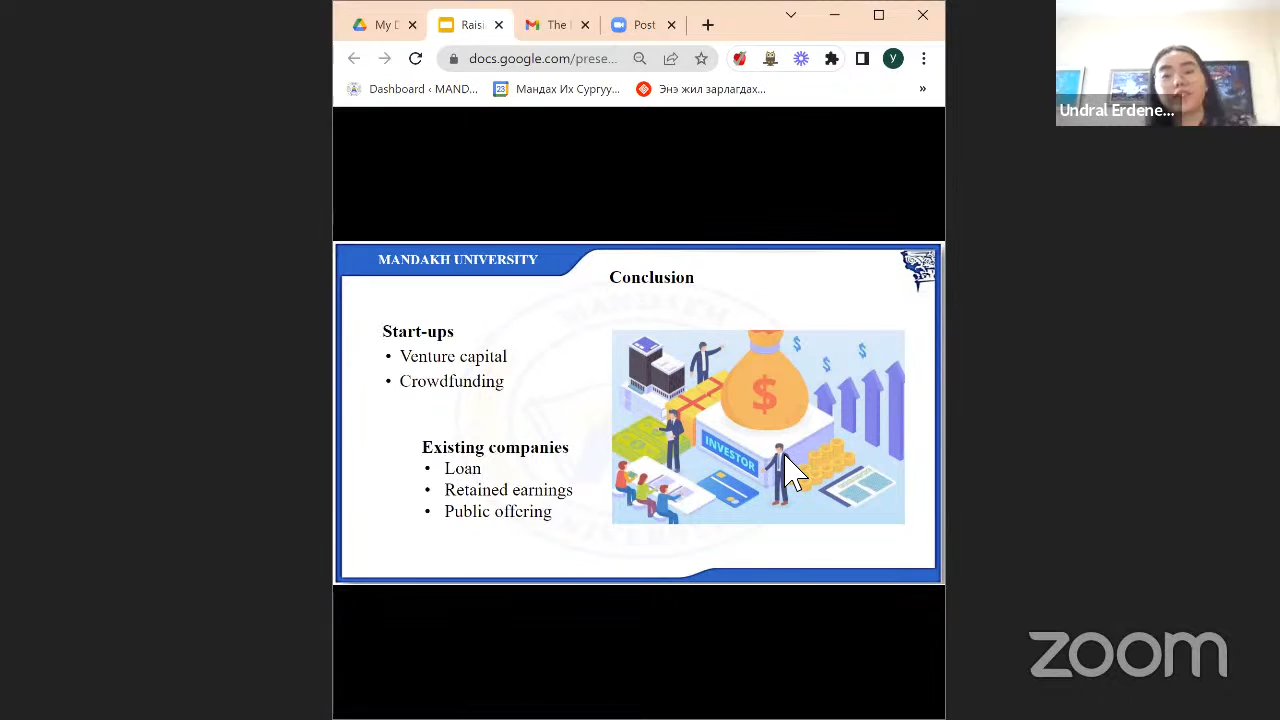 My D
Raisi
The
Post
docs.google.com/prese...
y
Dashboard - MAND...
23
Мандах Их Сургуу...
Энэ жил зарлагдах...
»
Undral Erdene...
MANDAKH UNIVERSITY
Conclusion
Start-ups
• Venture capital
• Crowdfunding
Existing companies
• Loan
• Retained earnings
• Public offering
$
$
$
$
INVESTOR
zoom